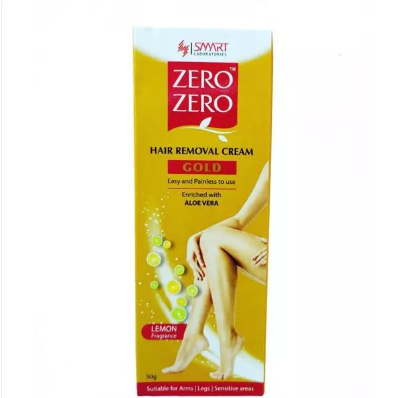 SMART
LABORATORIES
ZERO™
ZERO
HAIR REMOVAL CREAM
GOLD
Easy and Painless to use
Enriched with
ALOE VERA
LEMON
Fragrance
50g
Suitable for Arms | Legs | Sensitive areas